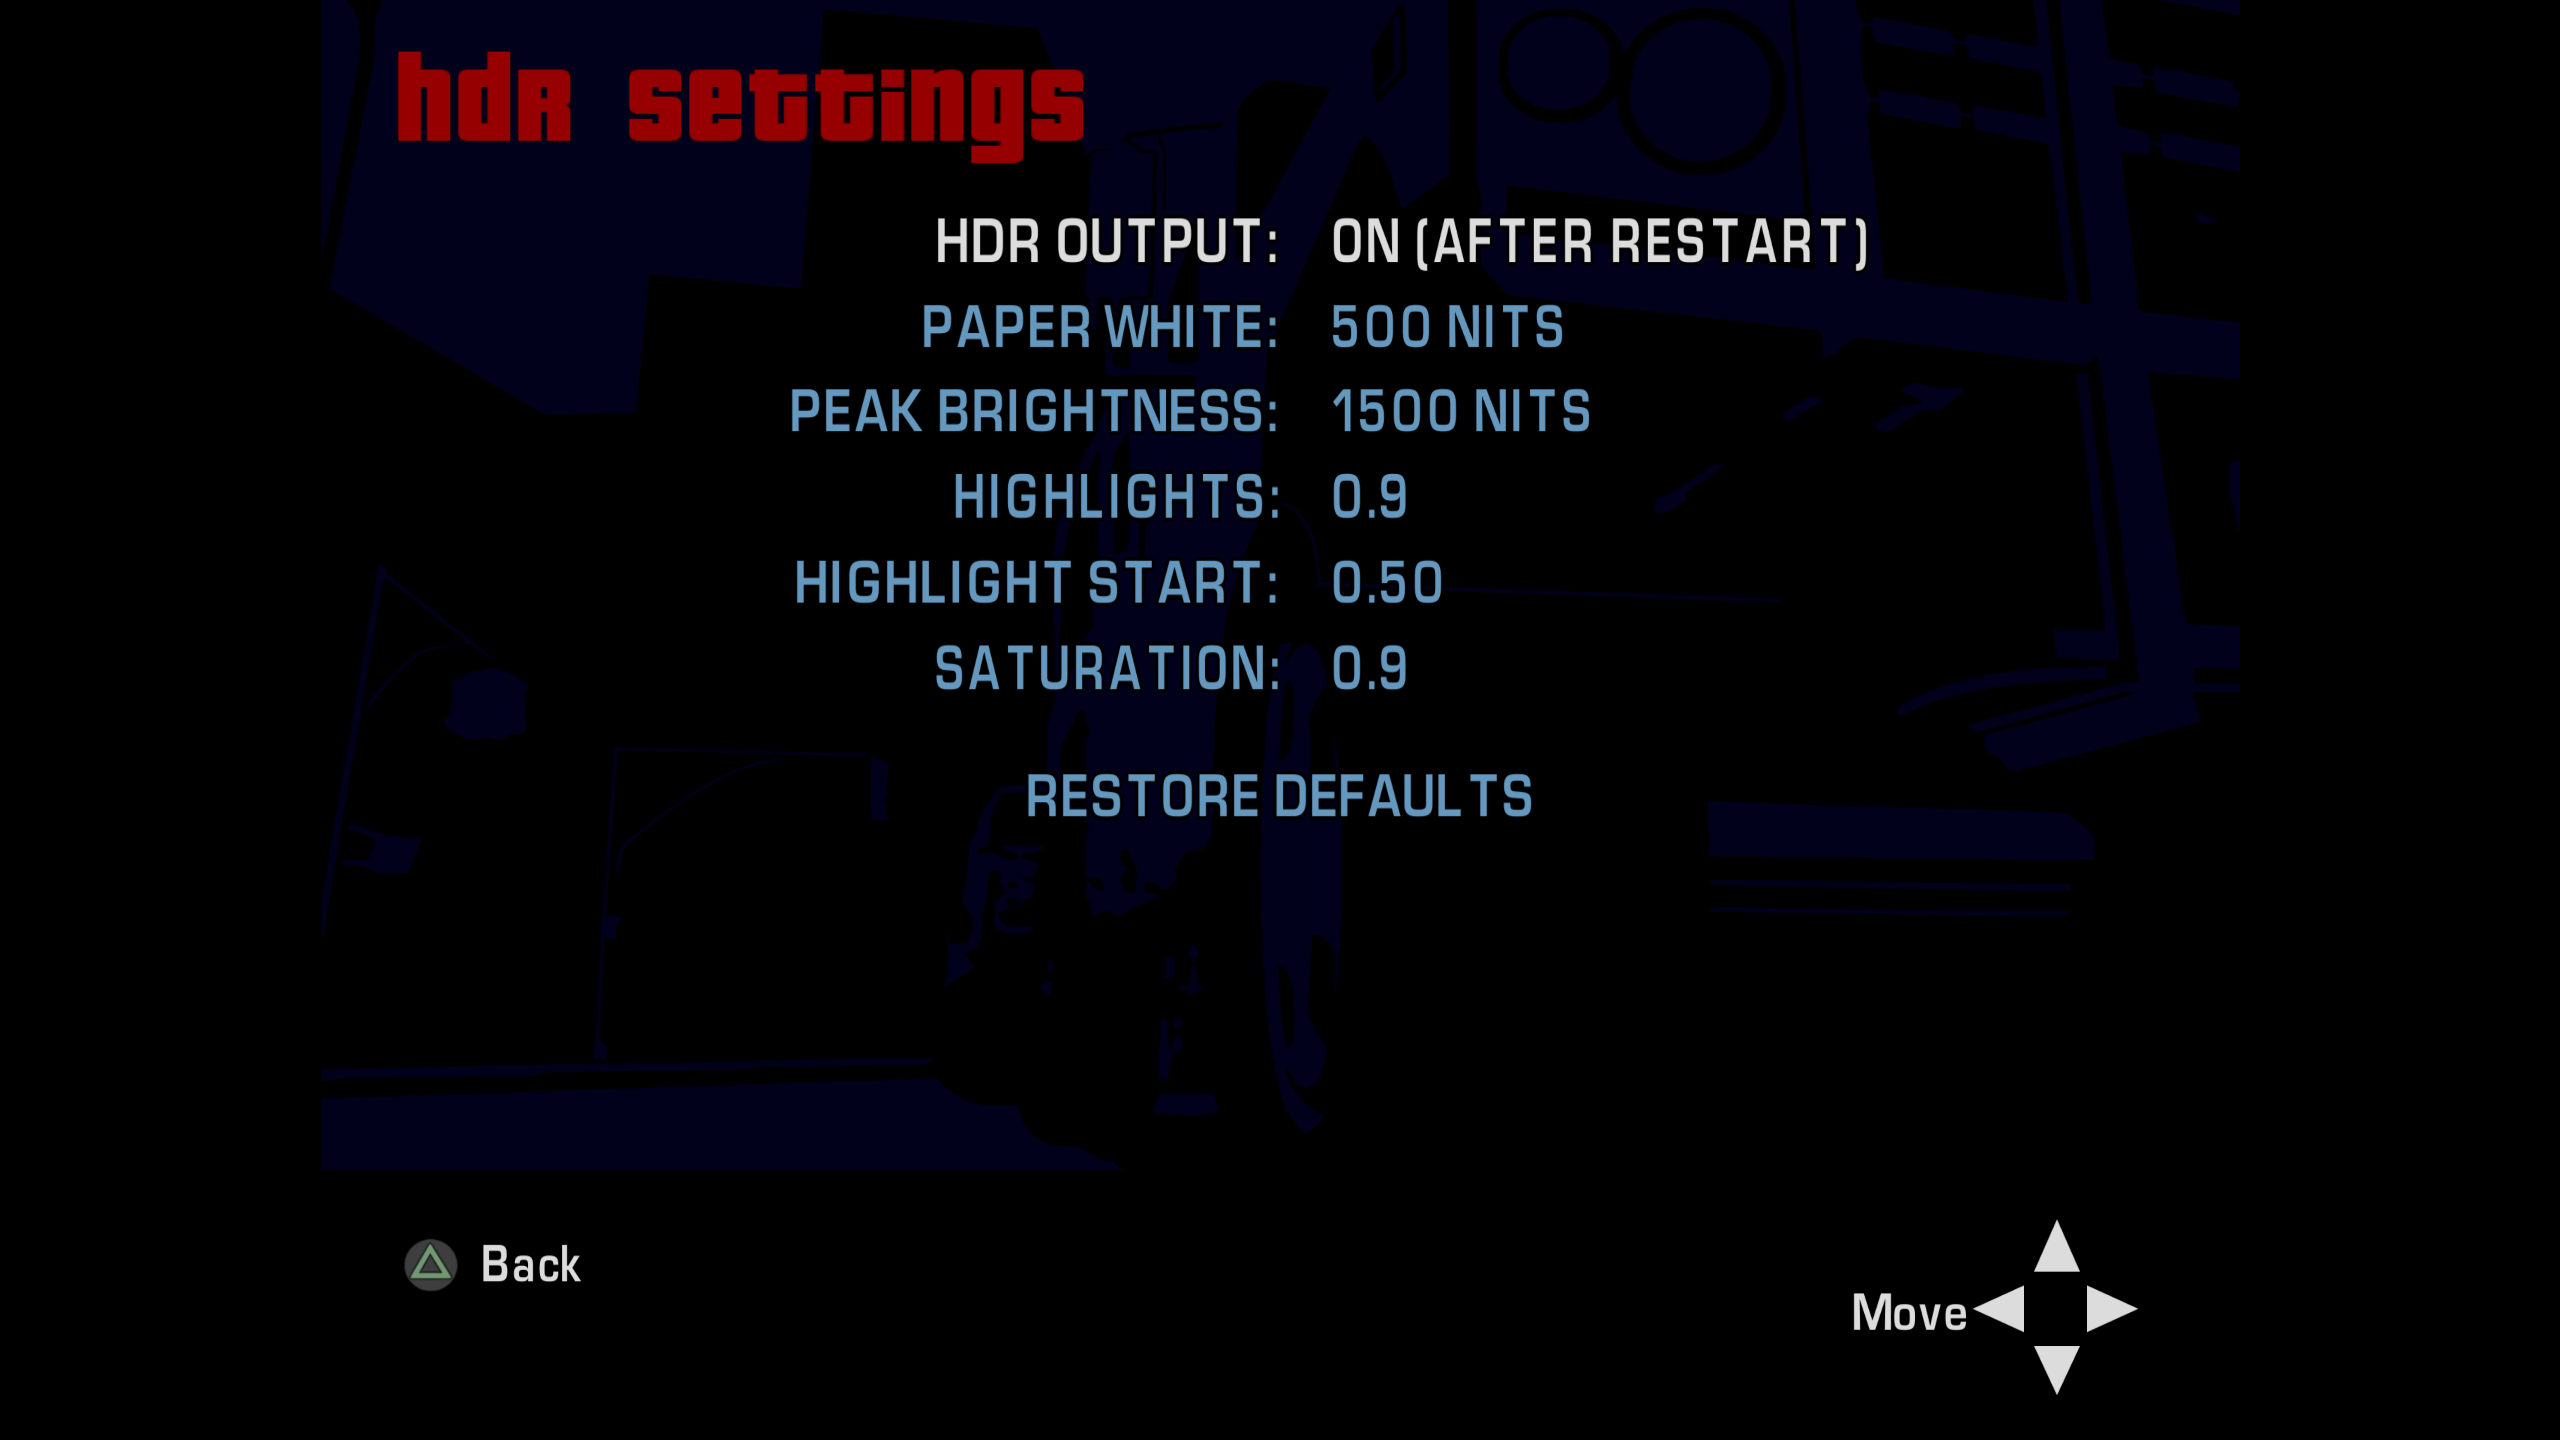 hdR settings
HDR OUTPUT: ON (AFTER RESTART)
PAPER WHITE: 500 NITS
PEAK BRIGHTNESS: 1500 NITS
HIGHLIGHTS: 0.9
HIGHLIGHT START: 0.50
SATURATION: 0.9
RESTORE DEFAULTS
Back
Move